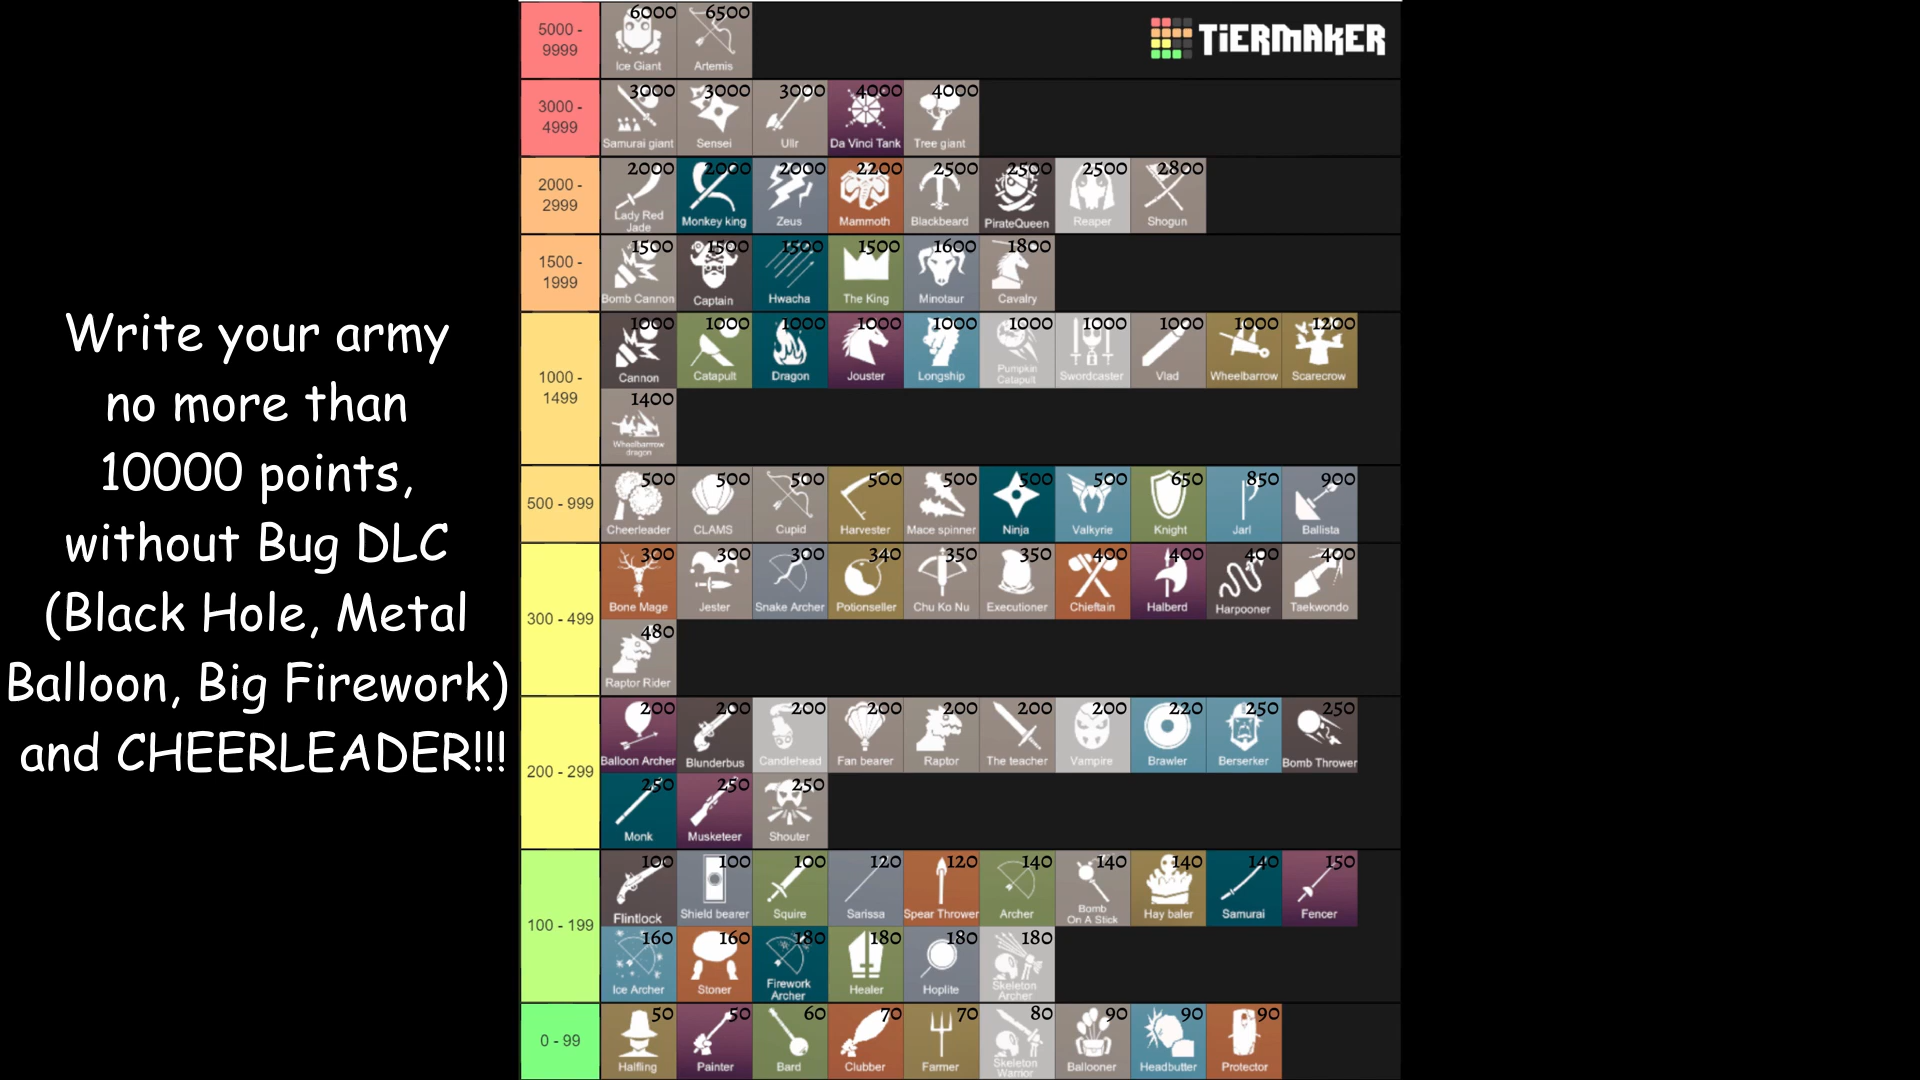 Write your army
no more than
10000 points,
without Bug DLC
(Black Hole, Metal
Balloon, Big Firework)
and CHEERLEADER!!!
TiERMAKER
5000 -
9999
6000 6500
Ice Giant Artemis
3000 -
4999
3000 3000 3000 4000 4000
Samurai giant Sensei Ullr Da Vinci Tank Tree giant
2000 -
2999
2000 2000 2000 2200 2500 2500 2500 2800
Lady Red Jade Monkey king Zeus Mammoth Blackbeard PirateQueen Reaper Shogun
1500 -
1999
1500 1500 1500 1500 1600 1800
Bomb Cannon Captain Hwacha The King Minotaur Cavalry
1000 -
1499
1000 1000 1000 1000 1000 1000 1000 1000 1000 1200
Cannon Catapult Dragon Jouster Longship Pumpkin Catapult Swordcaster Vlad Wheelbarrow Scarecrow
1400
Wheelbarrow dragon
500 - 999
500 500 500 500 500 500 500 650 850 900
Cheerleader CLAMS Cupid Harvester Mace spinner Ninja Valkyrie Knight Jarl Ballista
300 - 499
300 300 300 340 350 350 400 400 400 400
Bone Mage Jester Snake Archer Potionseller Chu Ko Nu Executioner Chieftain Halberd Harpooner Taekwondo
480
Raptor Rider
200 - 299
200 200 200 200 200 200 200 220 250 250
Balloon Archer Blunderbus Candlehead Fan bearer Raptor The teacher Vampire Brawler Berserker Bomb Thrower
250 250 250
Monk Musketeer Shouter
100 - 199
100 100 100 120 120 140 140 140 140 150
Flintlock Shield bearer Squire Sarissa Spear Thrower Archer Bomb On A Stick Hay baler Samurai Fencer
160 160 180 180 180 180
Ice Archer Stoner Firework Archer Healer Hoplite Skeleton Archer
0 - 99
50 50 60 70 70 80 90 90 90
Halfling Painter Bard Clubber Farmer Skeleton Warrior Ballooner Headbutter Protector